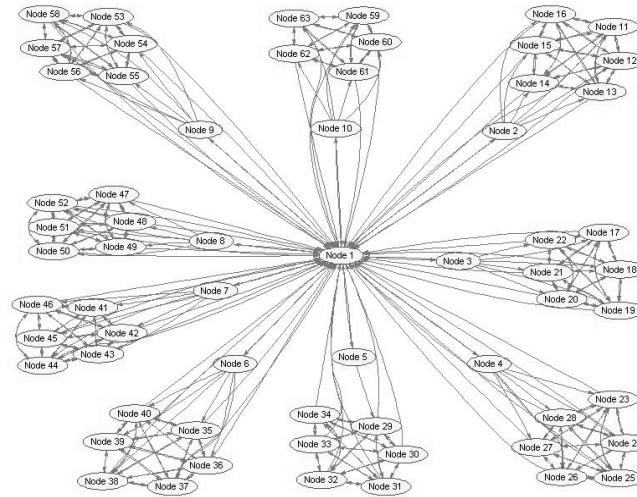 Node 58
Node 53
Node 57
Node 54
Node 56
Node 55
Node 9
Node 63
Node 59
Node 62
Node 60
Node 61
Node 10
Node 16
Node 11
Node 15
Node 12
Node 14
Node 13
Node 2
Node 52
Node 47
Node 51
Node 48
Node 50
Node 49
Node 8
Node 1
Node 3
Node 22
Node 17
Node 21
Node 18
Node 20
Node 19
Node 7
Node 46
Node 41
Node 45
Node 42
Node 44
Node 43
Node 6
Node 5
Node 4
Node 40
Node 35
Node 39
Node 36
Node 38
Node 37
Node 34
Node 29
Node 33
Node 30
Node 32
Node 31
Node 23
Node 28
Node 27
Node 2
Node 26
Node 25